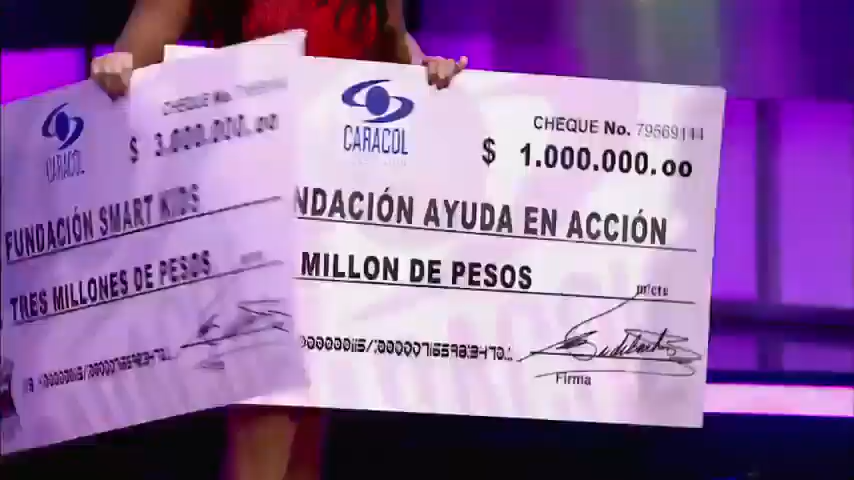 CARACOL
CHEQUE No.
$ 3.000.000.oo
FUNDACIÓN SMART KIDS
TRES MILLONES DE PESOS
CARACOL
CHEQUE No. 79569144
$ 1.000.000.oo
NDACIÓN AYUDA EN ACCIÓN
MILLON DE PESOS
m/cte
Firma